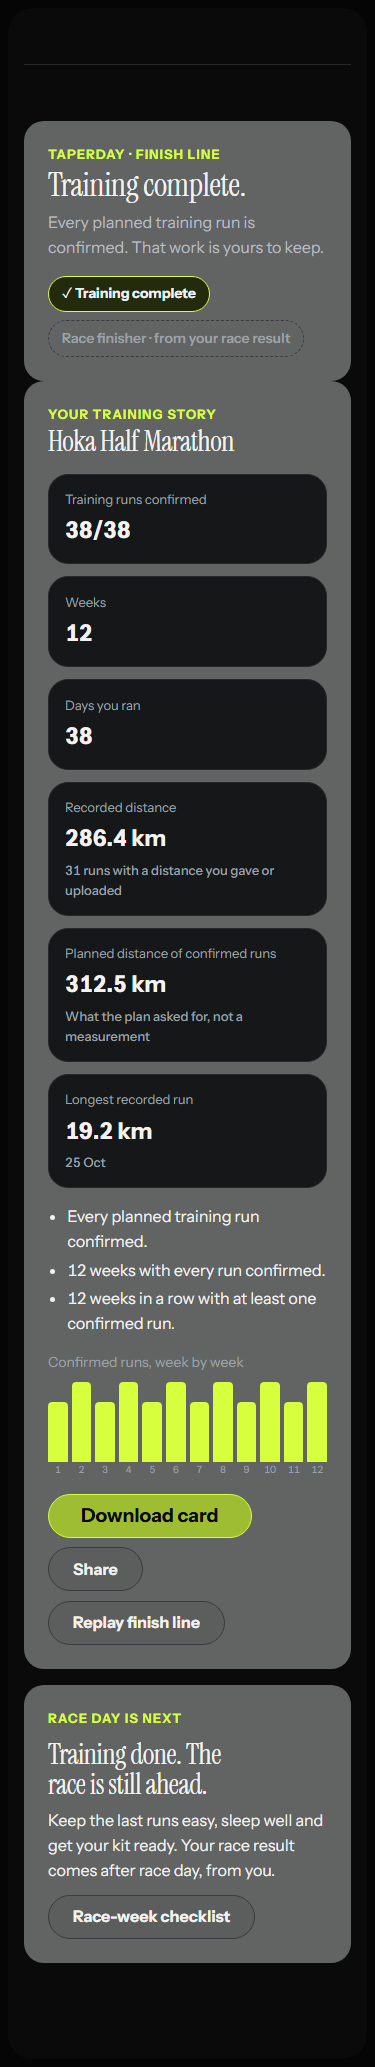 TAPERDAY · FINISH LINE
Training complete.
Every planned training run is
confirmed. That work is yours to keep.
✓ Training complete
Race finisher · from your race result
YOUR TRAINING STORY
Hoka Half Marathon
Training runs confirmed
38/38
Weeks
12
Days you ran
38
Recorded distance
286.4 km
31 runs with a distance you gave or
uploaded
Planned distance of confirmed runs
312.5 km
What the plan asked for, not a
measurement
Longest recorded run
19.2 km
25 Oct
• Every planned training run
confirmed.
• 12 weeks with every run confirmed.
• 12 weeks in a row with at least one
confirmed run.
Confirmed runs, week by week
1 2 3 4 5 6 7 8 9 10 11 12
Download card
Share
Replay finish line
RACE DAY IS NEXT
Training done. The
race is still ahead.
Keep the last runs easy, sleep well and
get your kit ready. Your race result
comes after race day, from you.
Race-week checklist